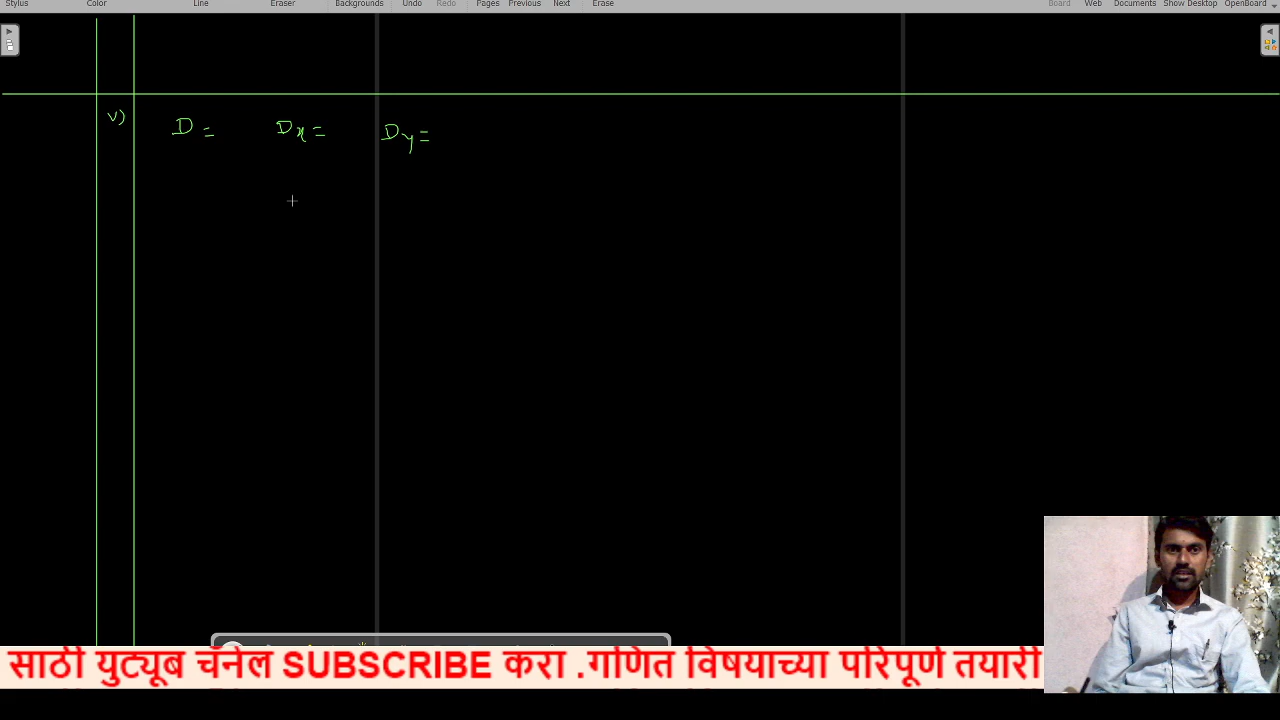 Stylus Color Line Eraser Backgrounds Undo Redo Pages Previous Next Erase Board Web Documents Show Desktop OpenBoard
v) D = Dx = Dy =
साठी युट्यूब चॅनेल SUBSCRIBE करा .गणित विषयाच्या परिपूर्ण तयारी